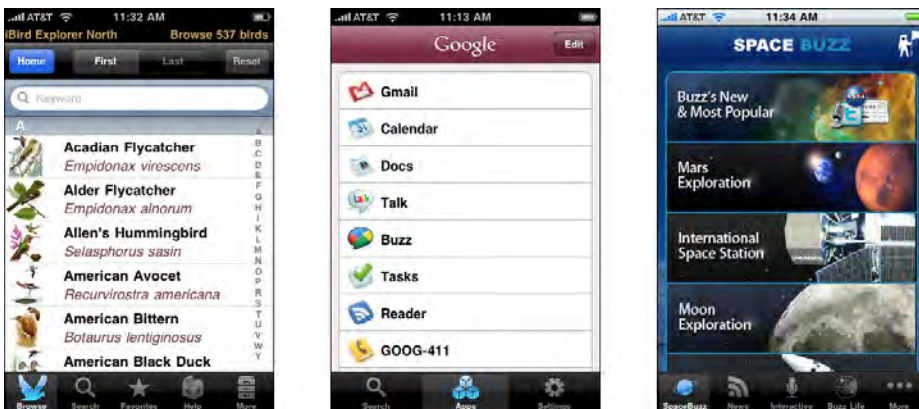 AT&T 11:32 AM
iBird Explorer North Browse 537 birds
Home First Last Reset
Keyword
A
Acadian Flycatcher
Empidonax virescens
Alder Flycatcher
Empidonax alnorum
Allen's Hummingbird
Selasphorus sasin
American Avocet
Recurvirostra americana
American Bittern
Botaurus lentiginosus
American Black Duck
A
B
C
D
E
F
G
H
I
K
L
M
N
O
P
R
S
T
U
V
W
Y
Browse Search Favorites Help More
AT&T 11:13 AM
Google Edit
Gmail
Calendar
Docs
talk Talk
Buzz
Tasks
Reader
GOOG-411
Search Apps Settings
AT&T 11:34 AM
SPACE BUZZ
Buzz's New
& Most Popular
Mars
Exploration
International
Space Station
Moon
Exploration
SpaceBuzz News Interactive Buzz Life More